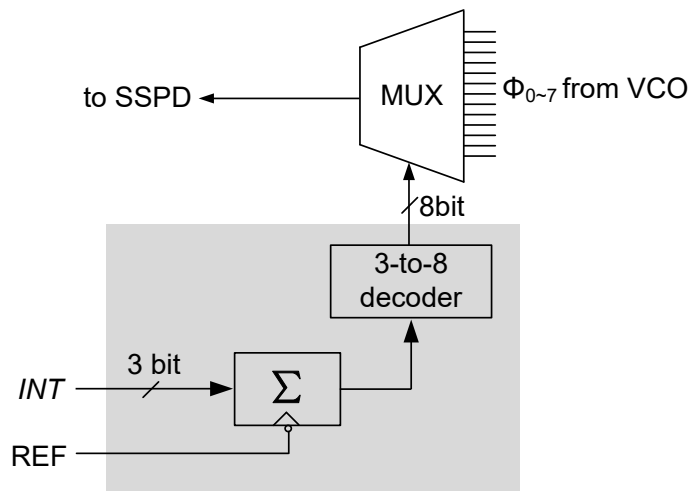 MUX
Φ0~7 from VCO
to SSPD
8bit
3-to-8
decoder
3 bit
INT
Σ
REF